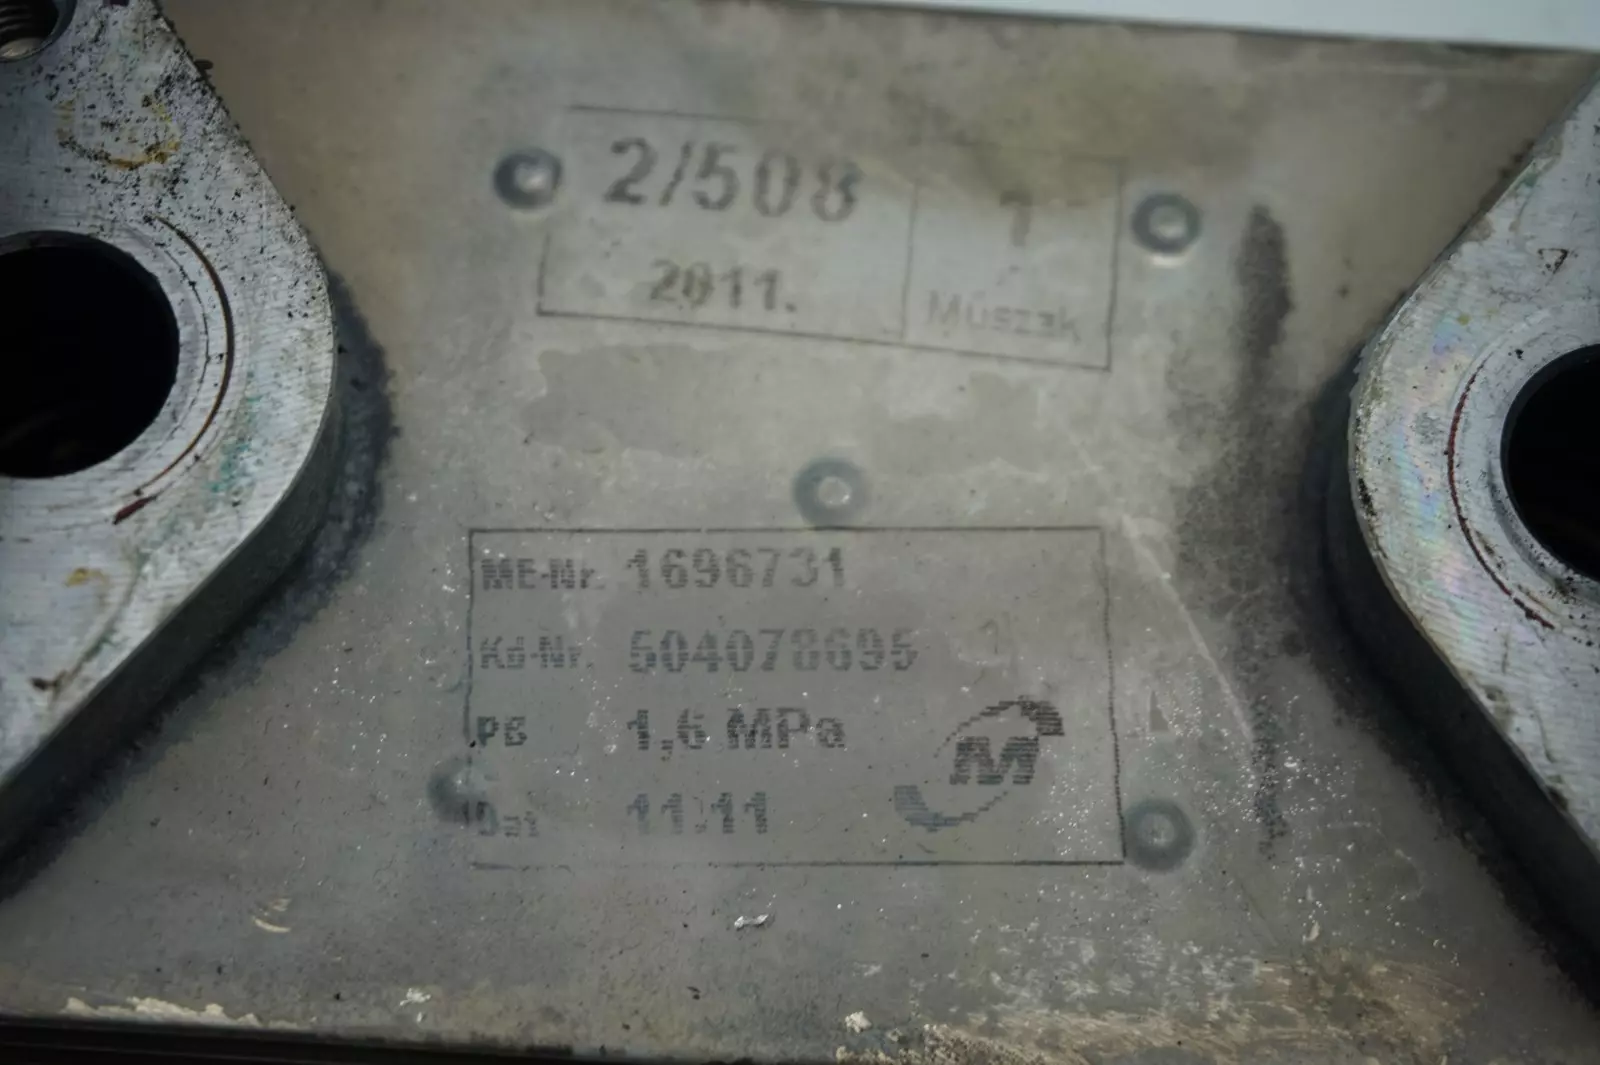 2/508
2011.
1
Műszak
ME-Nr. 1696731
Kd-Nr. 504078695
PB 1,6 MPa
11.11
M